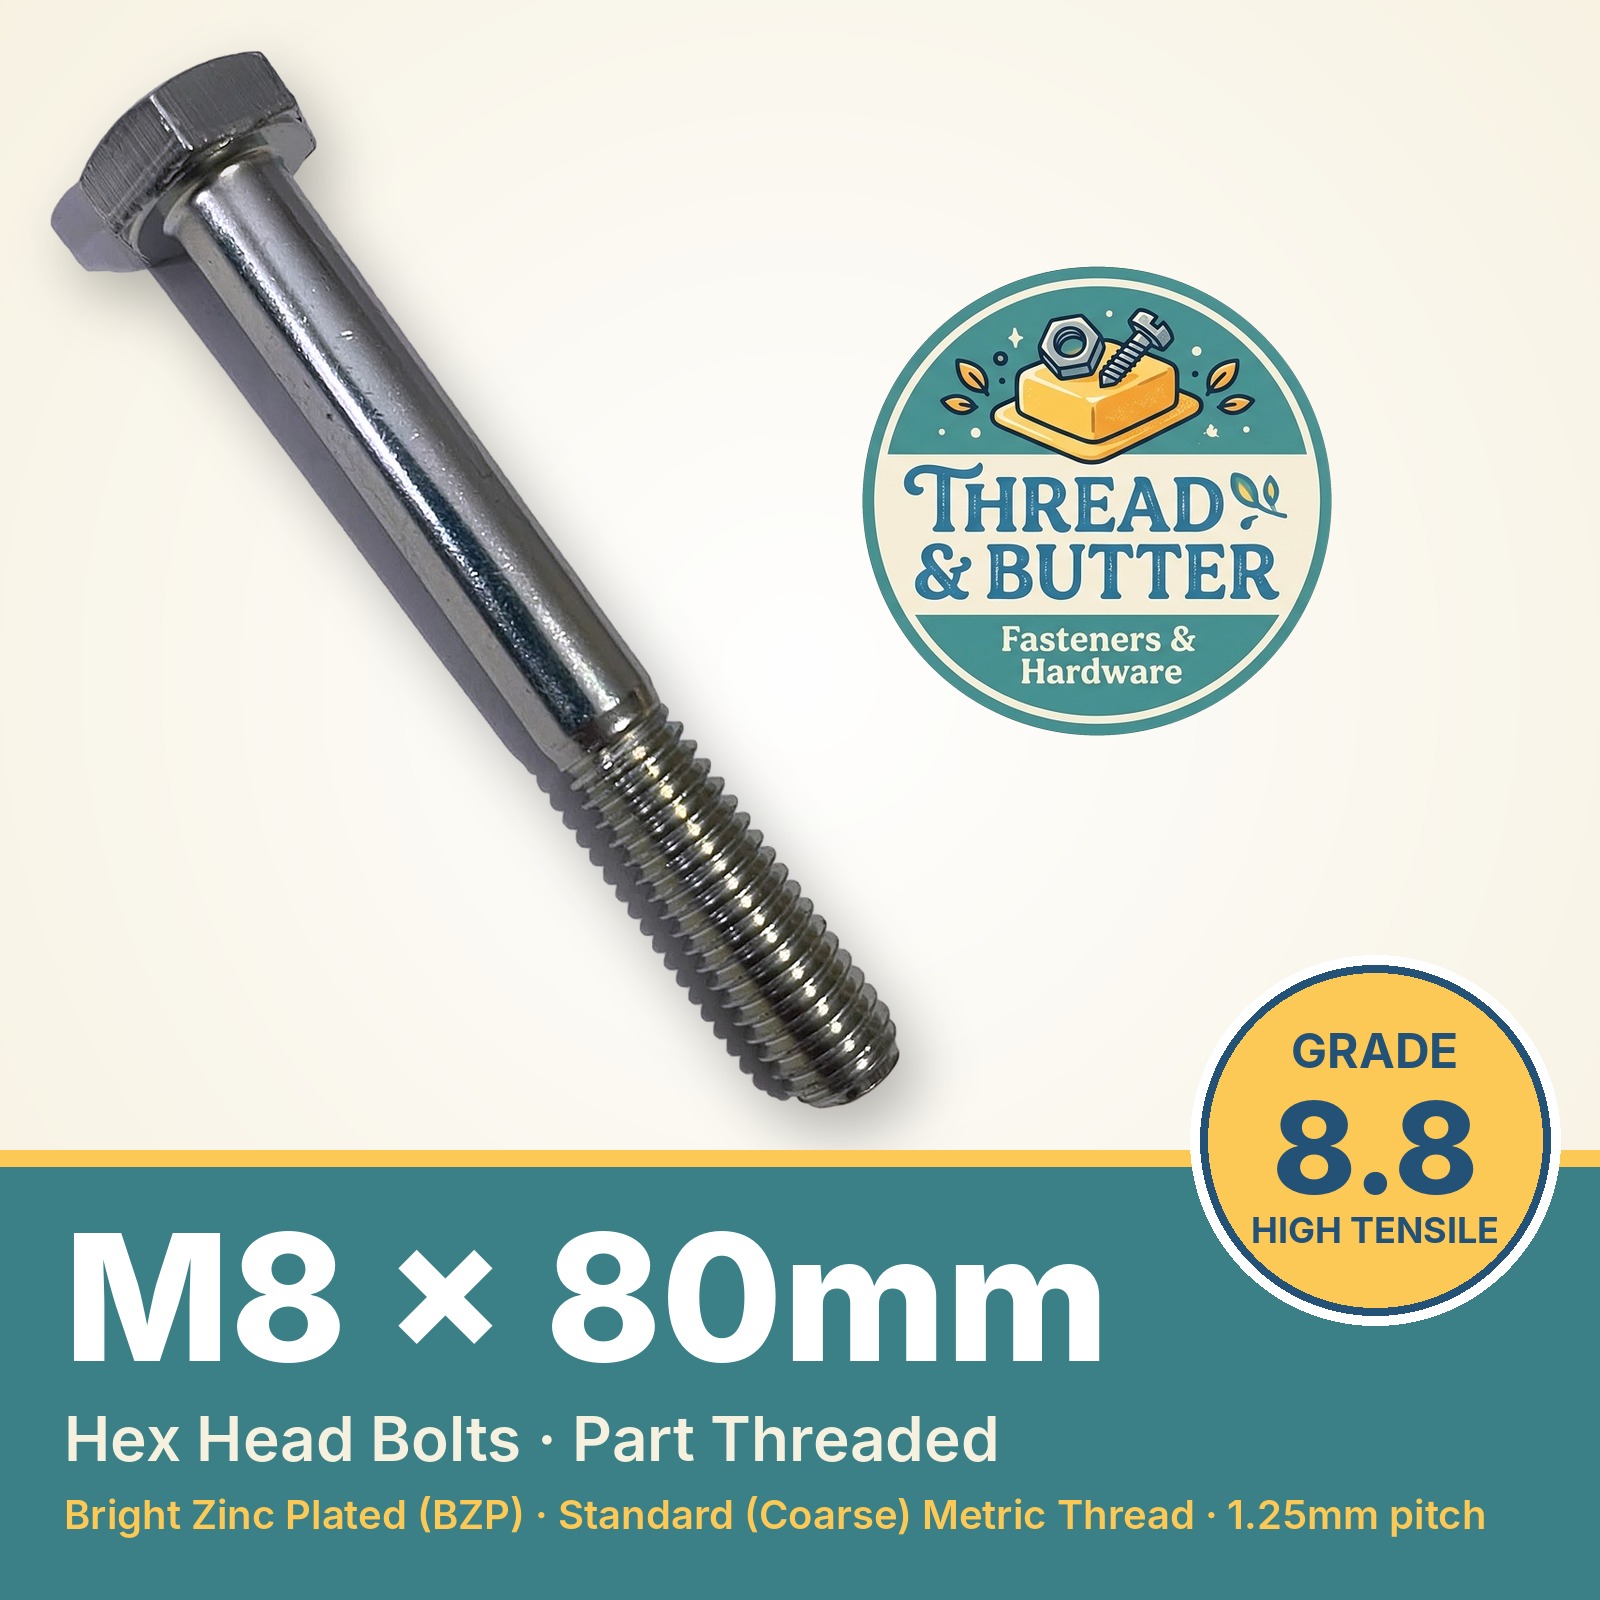 THREAD
& BUTTER
Fasteners &
Hardware
GRADE
8.8
HIGH TENSILE
M8 × 80mm
Hex Head Bolts · Part Threaded
Bright Zinc Plated (BZP) · Standard (Coarse) Metric Thread · 1.25mm pitch